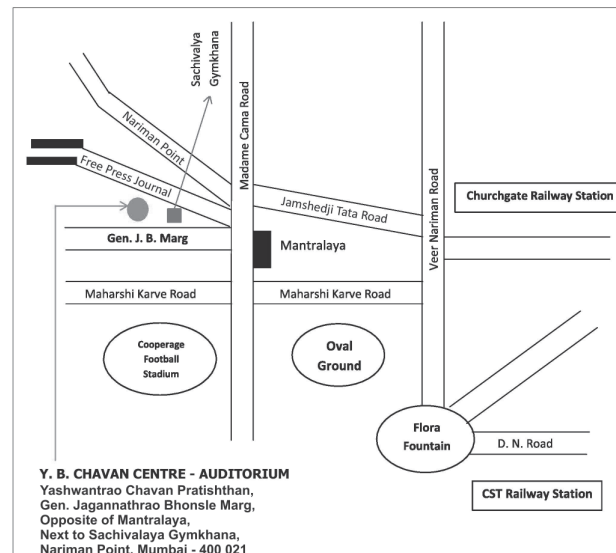 Sachivalya
Gymkhana
Nariman Point
Madame Cama Road
Free Press Journal
Jamshedji Tata Road
Veer Nariman Road
Churchgate Railway Station
Gen. J. B. Marg
Mantralaya
Maharshi Karve Road
Maharshi Karve Road
Cooperage
Football
Stadium
Oval
Ground
Flora
Fountain
D. N. Road
CST Railway Station
Y. B. CHAVAN CENTRE - AUDITORIUM
Yashwantrao Chavan Pratishthan,
Gen. Jagannathrao Bhonsle Marg,
Opposite of Mantralaya,
Next to Sachivalaya Gymkhana,
Nariman Point, Mumbai - 400 021